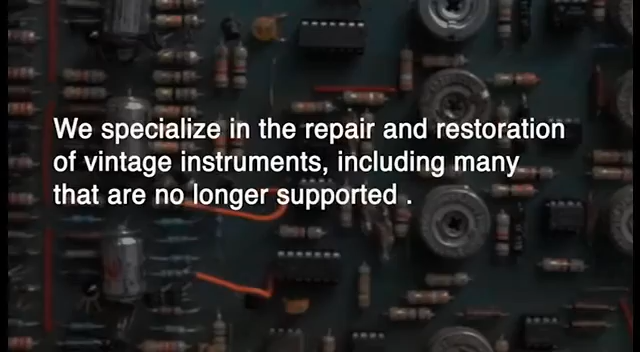 We specialize in the repair and restoration
of vintage instruments, including many
that are no longer supported .